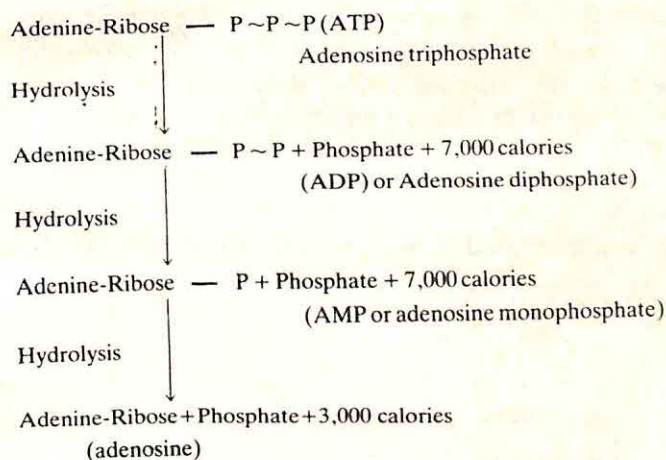 Adenine-Ribose — P ~P ~P (ATP)
Adenosine triphosphate
Hydrolysis
Adenine-Ribose — P ~ P + Phosphate + 7,000 calories
(ADP) or Adenosine diphosphate)
Hydrolysis
Adenine-Ribose — P + Phosphate + 7,000 calories
(AMP or adenosine monophosphate)
Hydrolysis
Adenine-Ribose+Phosphate+3,000 calories
(adenosine)